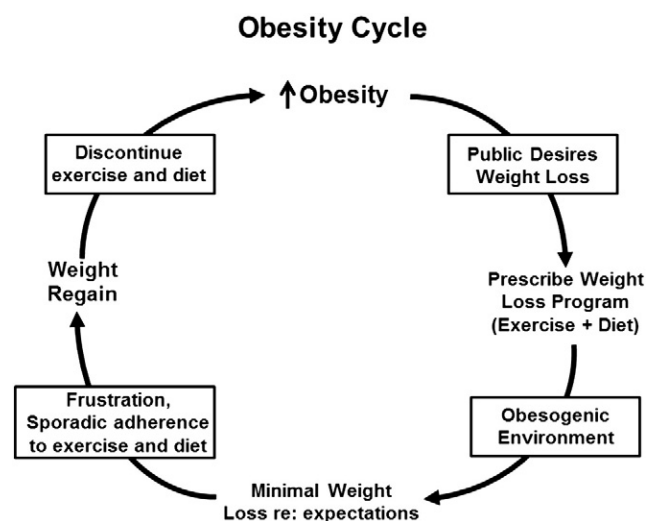 Obesity Cycle
↑Obesity
Public Desires
Weight Loss
Prescribe Weight
Loss Program
(Exercise + Diet)
Obesogenic
Environment
Minimal Weight
Loss re: expectations
Frustration,
Sporadic adherence
to exercise and diet
Weight
Regain
Discontinue
exercise and diet